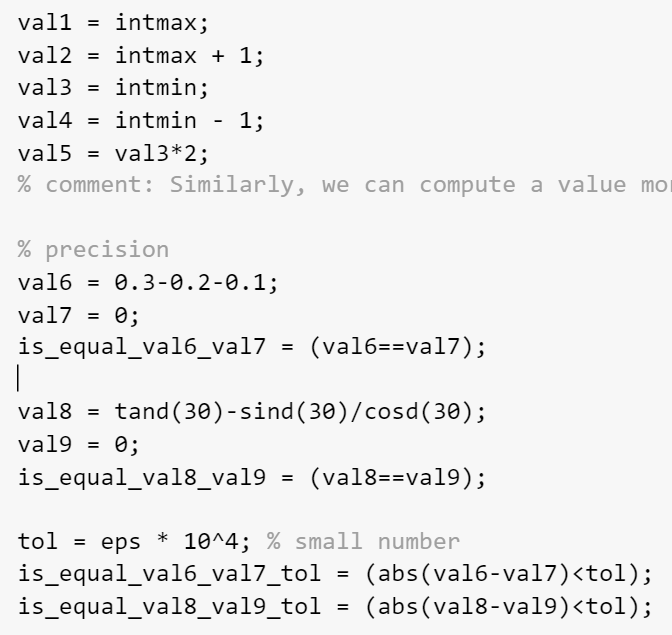 val1 = intmax;
val2 = intmax + 1;
val3 = intmin;
val4 = intmin - 1;
val5 = val3*2;
% comment: Similarly, we can compute a value
% precision
val6 = 0.3-0.2-0.1;
val7 = 0;
is_equal_val6_val7 = (val6==val7);
val8 = tand(30)-sind(30)/cosd(30);
val9 = 0;
is_equal_val8_val9 = (val8==val9);
tol = eps * 10^4; % small number
is_equal_val6_val7_tol = (abs(val6-val7)<tol);
is_equal_val8_val9_tol = (abs(val8-val9)<tol);